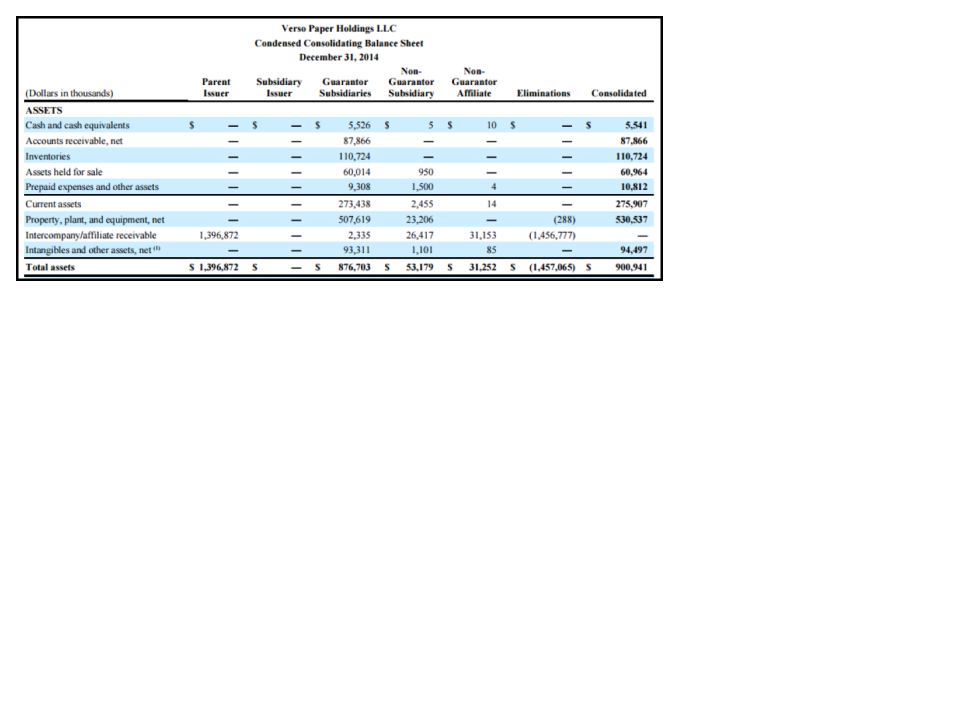 Verso Paper Holdings LLC
Condensed Consolidating Balance Sheet
December 31, 2014
(Dollars in thousands) Parent Issuer Subsidiary Issuer Guarantor Subsidiaries Non-Guarantor Subsidiary Non-Guarantor Affiliate Eliminations Consolidated
ASSETS
Cash and cash equivalents $ — $ — $ 5,526 $ 5 $ 10 $ — $ 5,541
Accounts receivable, net — — 87,866 — — — 87,866
Inventories — — 110,724 — — — 110,724
Assets held for sale — — 60,014 950 — — 60,964
Prepaid expenses and other assets — — 9,308 1,500 4 — 10,812
Current assets — — 273,438 2,455 14 — 275,907
Property, plant, and equipment, net — — 507,619 23,206 — (288) 530,537
Intercompany/affiliate receivable 1,396,872 — 2,335 26,417 31,153 (1,456,777) —
Intangibles and other assets, net (1) — — 93,311 1,101 85 — 94,497
Total assets $ 1,396,872 $ — $ 876,703 $ 53,179 $ 31,252 $ (1,457,065) $ 900,941